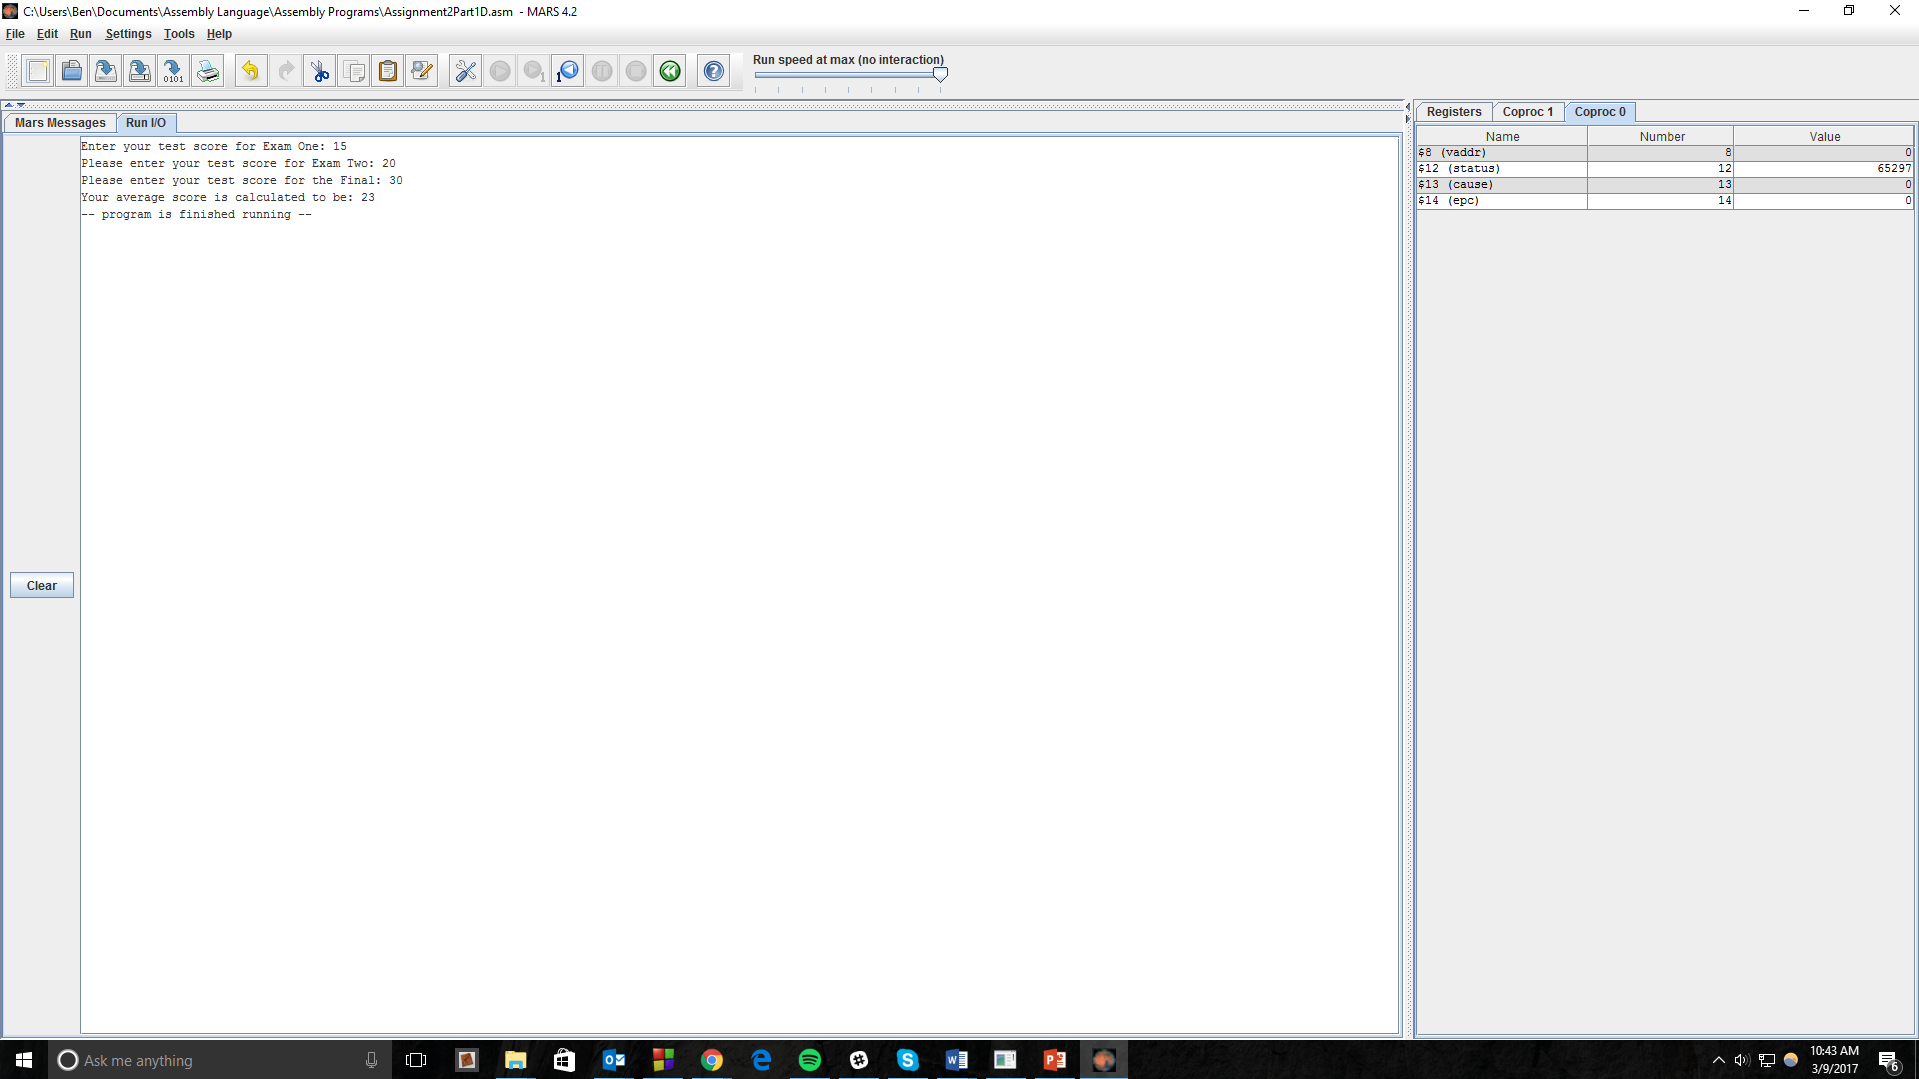 C:\Users\Ben\Documents\Assembly Language\Assembly Programs\Assignment2Part1D.asm - MARS 4.2
File Edit Run Settings Tools Help
Run speed at max (no interaction)
0101
1
1
Mars Messages Run I/O
Enter your test score for Exam One: 15
Please enter your test score for Exam Two: 20
Please enter your test score for the Final: 30
Your average score is calculated to be: 23
-- program is finished running --
Clear
Registers Coproc 1 Coproc 0
Name Number Value
$8 (vaddr) 8 0
$12 (status) 12 65297
$13 (cause) 13 0
$14 (epc) 14 0
Ask me anything
10:43 AM
3/9/2017
6